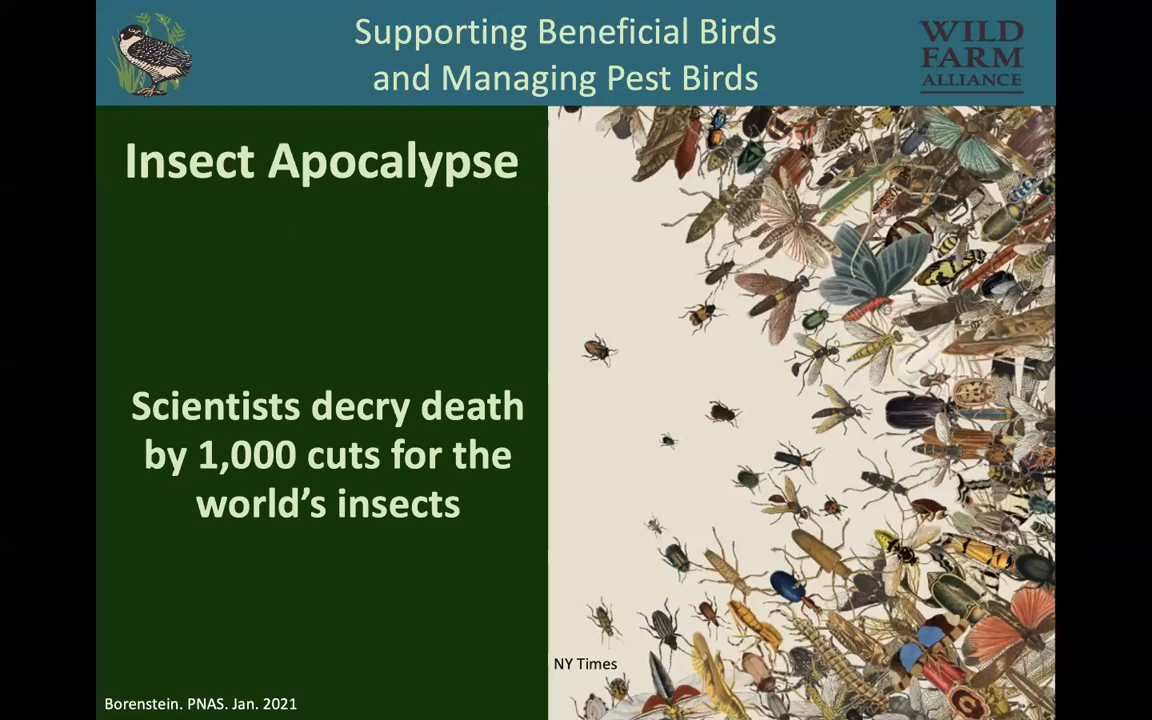 Supporting Beneficial Birds
and Managing Pest Birds
WILD
FARM
ALLIANCE
Insect Apocalypse
Scientists decry death
by 1,000 cuts for the
world's insects
NY Times
Borenstein. PNAS. Jan. 2021